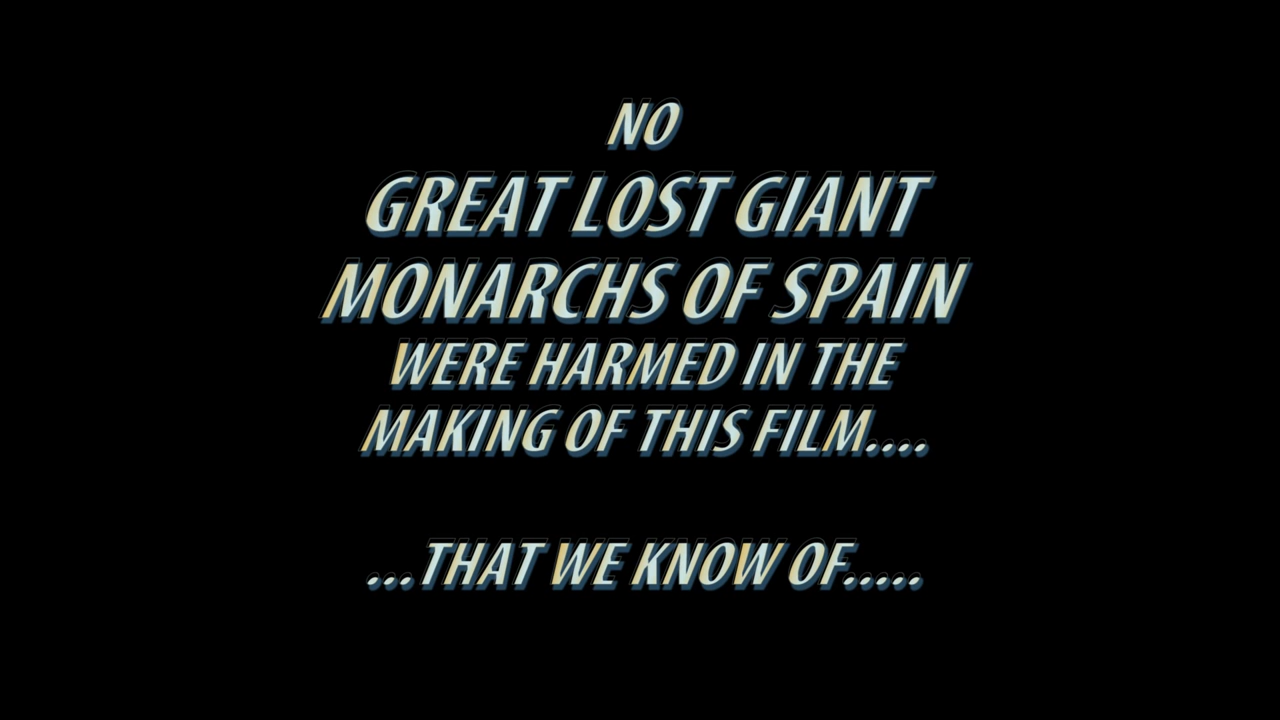 NO
GREAT LOST GIANT
MONARCHS OF SPAIN
WERE HARMED IN THE
MAKING OF THIS FILM....
...THAT WE KNOW OF.....